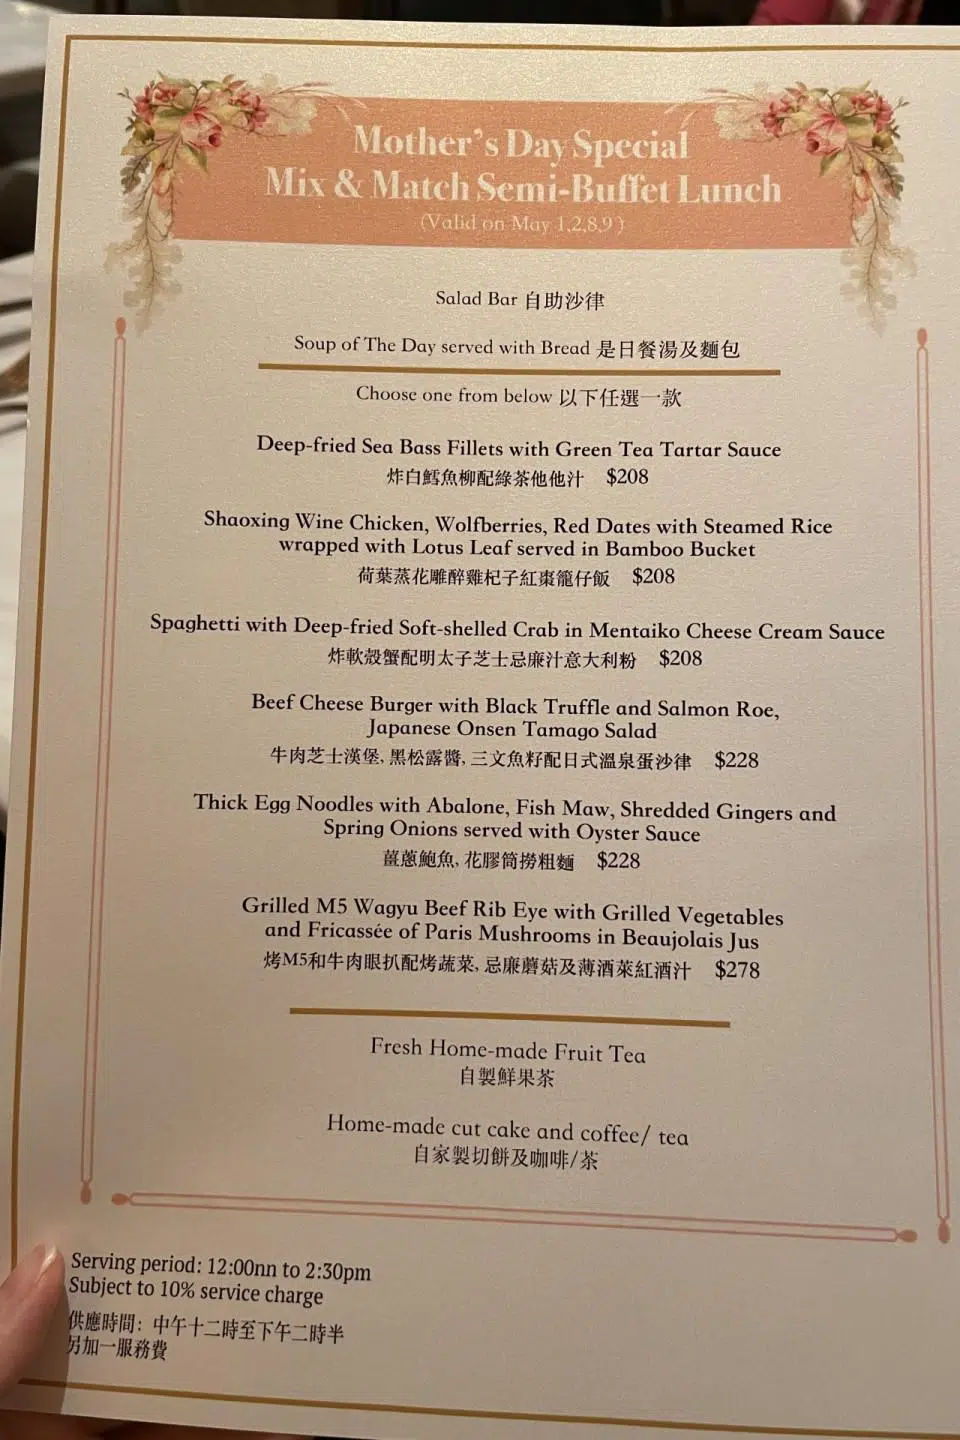 Mother's Day Special
Mix & Match Semi-Buffet Lunch
(Valid on May 1,2,8,9 )
Salad Bar 自助沙律
Soup of The Day served with Bread 是日餐湯及麵包
Choose one from below 以下任選一款
Deep-fried Sea Bass Fillets with Green Tea Tartar Sauce
炸白鱈魚柳配綠茶他他汁 $208
Shaoxing Wine Chicken, Wolfberries, Red Dates with Steamed Rice
wrapped with Lotus Leaf served in Bamboo Bucket
荷葉蒸花雕醉雞杞子紅棗籠仔飯 $208
Spaghetti with Deep-fried Soft-shelled Crab in Mentaiko Cheese Cream Sauce
炸軟殼蟹配明太子芝士忌廉汁意大利粉 $208
Beef Cheese Burger with Black Truffle and Salmon Roe,
Japanese Onsen Tamago Salad
牛肉芝士漢堡, 黑松露醬, 三文魚籽配日式溫泉蛋沙律 $228
Thick Egg Noodles with Abalone, Fish Maw, Shredded Gingers and
Spring Onions served with Oyster Sauce
薑蔥鮑魚, 花膠筒撈粗麵 $228
Grilled M5 Wagyu Beef Rib Eye with Grilled Vegetables
and Fricassée of Paris Mushrooms in Beaujolais Jus
烤M5和牛肉眼扒配烤蔬菜, 忌廉蘑菇及薄酒萊紅酒汁 $278
Fresh Home-made Fruit Tea
自製鮮果茶
Home-made cut cake and coffee/ tea
自家製切餅及咖啡/茶
Serving period: 12:00nn to 2:30pm
Subject to 10% service charge
供應時間: 中午十二時至下午二時半
另加一服務費